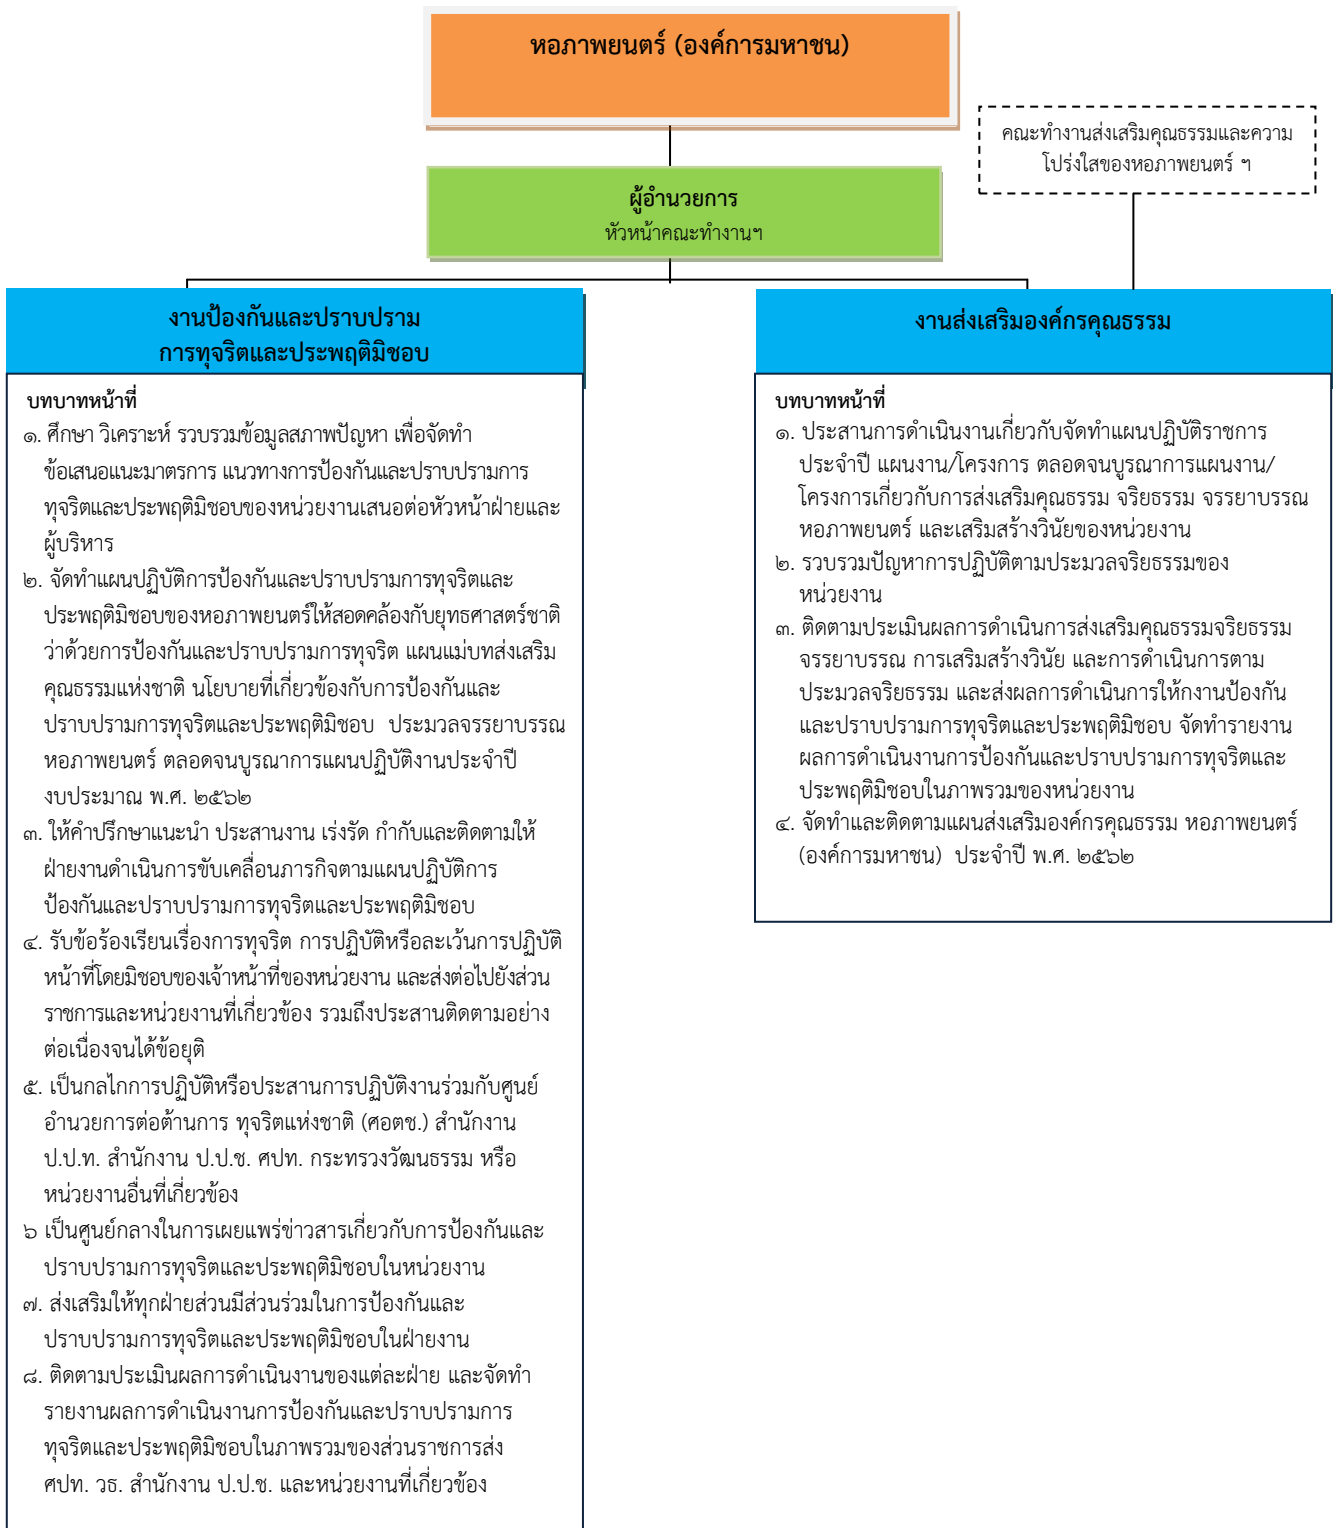 หอภาพยนตร์ (องค์การมหาชน)
คณะทำงานส่งเสริมคุณธรรมและความ
โปร่งใสของหอภาพยนตร์ ฯ
ผู้อำนวยการ
หัวหน้าคณะทำงานฯ
งานป้องกันและปราบปราม
การทุจริตและประพฤติมิชอบ
บทบาทหน้าที่
๑. ศึกษา วิเคราะห์ รวบรวมข้อมูลสภาพปัญหา เพื่อจัดทำ
ข้อเสนอแนะมาตรการ แนวทางการป้องกันและปราบปรามการ
ทุจริตและประพฤติมิชอบของหน่วยงานเสนอต่อหัวหน้าฝ่ายและ
ผู้บริหาร
๒. จัดทำแผนปฏิบัติการป้องกันและปราบปรามการทุจริตและ
ประพฤติมิชอบของหอภาพยนตร์ให้สอดคล้องกับยุทธศาสตร์ชาติ
ว่าด้วยการป้องกันและปราบปรามการทุจริต แผนแม่บทส่งเสริม
คุณธรรมแห่งชาติ นโยบายที่เกี่ยวข้องกับการป้องกันและ
ปราบปรามการทุจริตและประพฤติมิชอบ ประมวลจรรยาบรรณ
หอภาพยนตร์ ตลอดจนบูรณาการแผนปฏิบัติงานประจำปี
งบประมาณ พ.ศ. ๒๕๖๒
๓. ให้คำปรึกษาแนะนำ ประสานงาน เร่งรัด กำกับและติดตามให้
ฝ่ายงานดำเนินการขับเคลื่อนภารกิจตามแผนปฏิบัติการ
ป้องกันและปราบปรามการทุจริตและประพฤติมิชอบ
๔. รับข้อร้องเรียนเรื่องการทุจริต การปฏิบัติหรือละเว้นการปฏิบัติ
หน้าที่โดยมิชอบของเจ้าหน้าที่ของหน่วยงาน และส่งต่อไปยังส่วน
ราชการและหน่วยงานที่เกี่ยวข้อง รวมถึงประสานติดตามอย่าง
ต่อเนื่องจนได้ข้อยุติ
๕. เป็นกลไกการปฏิบัติหรือประสานการปฏิบัติงานร่วมกับศูนย์
อำนวยการต่อต้านการ ทุจริตแห่งชาติ (ศอตช.) สำนักงาน
ป.ป.ท. สำนักงาน ป.ป.ช. ศปท. กระทรวงวัฒนธรรม หรือ
หน่วยงานอื่นที่เกี่ยวข้อง
๖ เป็นศูนย์กลางในการเผยแพร่ข่าวสารเกี่ยวกับการป้องกันและ
ปราบปรามการทุจริตและประพฤติมิชอบในหน่วยงาน
๗. ส่งเสริมให้ทุกฝ่ายส่วนมีส่วนร่วมในการป้องกันและ
ปราบปรามการทุจริตและประพฤติมิชอบในฝ่ายงาน
๘. ติดตามประเมินผลการดำเนินงานของแต่ละฝ่าย และจัดทำ
รายงานผลการดำเนินงานการป้องกันและปราบปรามการ
ทุจริตและประพฤติมิชอบในภาพรวมของส่วนราชการส่ง
ศปท. วธ. สำนักงาน ป.ป.ช. และหน่วยงานที่เกี่ยวข้อง
งานส่งเสริมองค์กรคุณธรรม
บทบาทหน้าที่
๑. ประสานการดำเนินงานเกี่ยวกับจัดทำแผนปฏิบัติราชการ
ประจำปี แผนงาน/โครงการ ตลอดจนบูรณาการแผนงาน/
โครงการเกี่ยวกับการส่งเสริมคุณธรรม จริยธรรม จรรยาบรรณ
หอภาพยนตร์ และเสริมสร้างวินัยของหน่วยงาน
๒. รวบรวมปัญหาการปฏิบัติตามประมวลจริยธรรมของ
หน่วยงาน
๓. ติดตามประเมินผลการดำเนินการส่งเสริมคุณธรรมจริยธรรม
จรรยาบรรณ การเสริมสร้างวินัย และการดำเนินการตาม
ประมวลจริยธรรม และส่งผลการดำเนินการให้กงานป้องกัน
และปราบปรามการทุจริตและประพฤติมิชอบ จัดทำรายงาน
ผลการดำเนินงานการป้องกันและปราบปรามการทุจริตและ
ประพฤติมิชอบในภาพรวมของหน่วยงาน
๔. จัดทำและติดตามแผนส่งเสริมองค์กรคุณธรรม หอภาพยนตร์
(องค์การมหาชน) ประจำปี พ.ศ. ๒๕๖๒